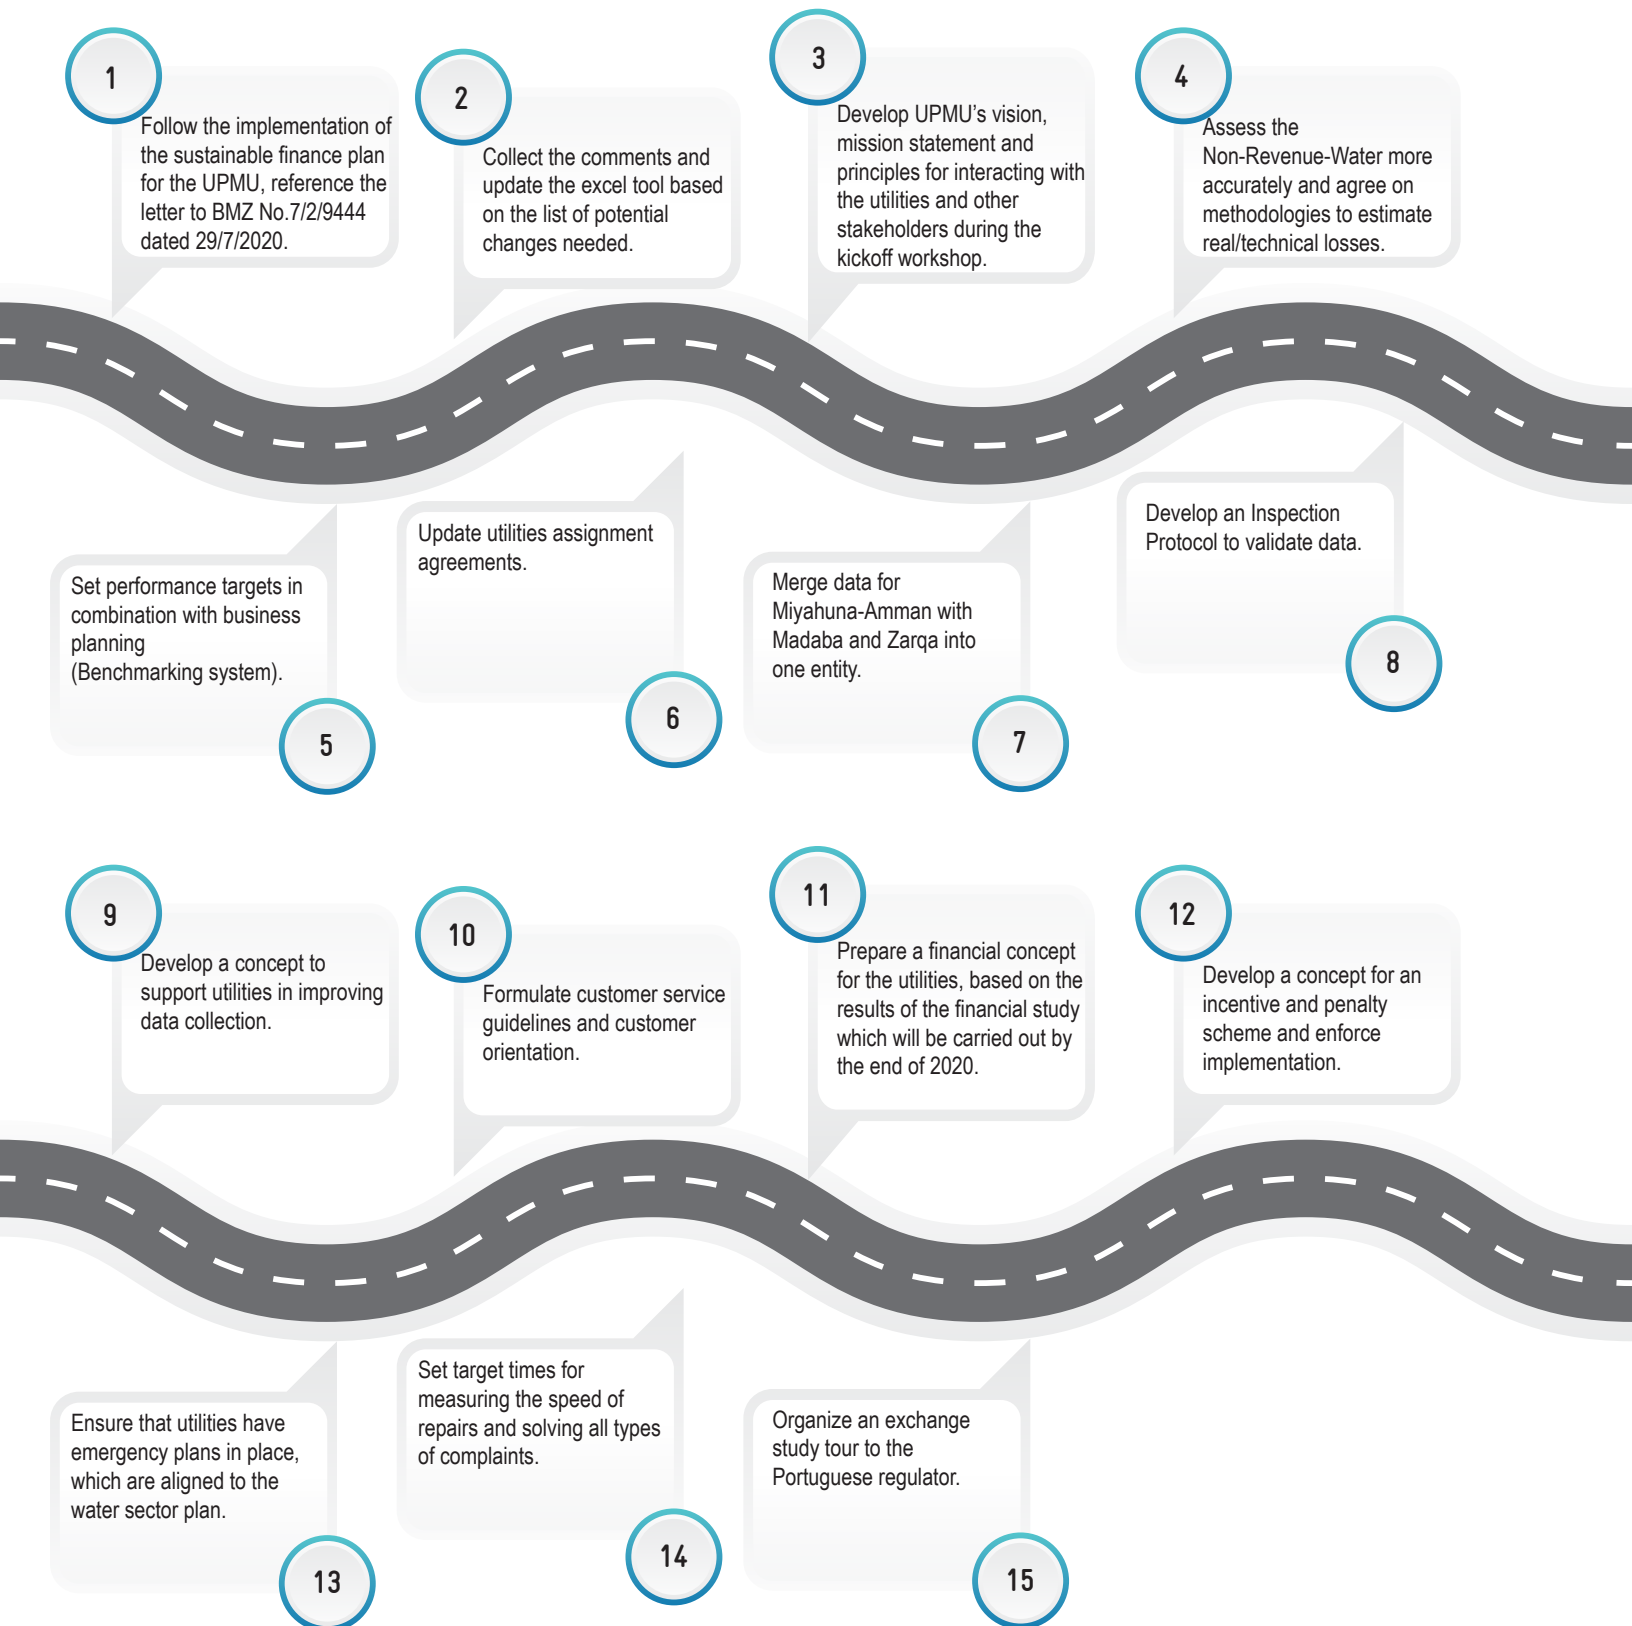 1
Follow the implementation of
the sustainable finance plan
for the UPMU, reference the
letter to BMZ No.7/2/9444
dated 29/7/2020.
2
Collect the comments and
update the excel tool based
on the list of potential
changes needed.
3
Develop UPMU's vision,
mission statement and
principles for interacting with
the utilities and other
stakeholders during the
kickoff workshop.
4
Assess the
Non-Revenue-Water more
accurately and agree on
methodologies to estimate
real/technical losses.
Set performance targets in
combination with business
planning
(Benchmarking system).
5
Update utilities assignment
agreements.
6
Merge data for
Miyahuna-Amman with
Madaba and Zarqa into
one entity.
7
Develop an Inspection
Protocol to validate data.
8
9
Develop a concept to
support utilities in improving
data collection.
10
Formulate customer service
guidelines and customer
orientation.
11
Prepare a financial concept
for the utilities, based on the
results of the financial study
which will be carried out by
the end of 2020.
12
Develop a concept for an
incentive and penalty
scheme and enforce
implementation.
Ensure that utilities have
emergency plans in place,
which are aligned to the
water sector plan.
13
Set target times for
measuring the speed of
repairs and solving all types
of complaints.
14
Organize an exchange
study tour to the
Portuguese regulator.
15